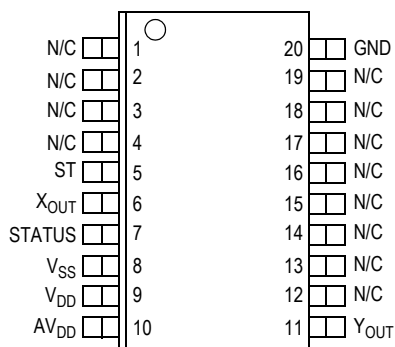 N/C 1 20 GND
N/C 2 19 N/C
N/C 3 18 N/C
N/C 4 17 N/C
ST 5 16 N/C
XOUT 6 15 N/C
STATUS 7 14 N/C
VSS 8 13 N/C
VDD 9 12 N/C
AVDD 10 11 YOUT